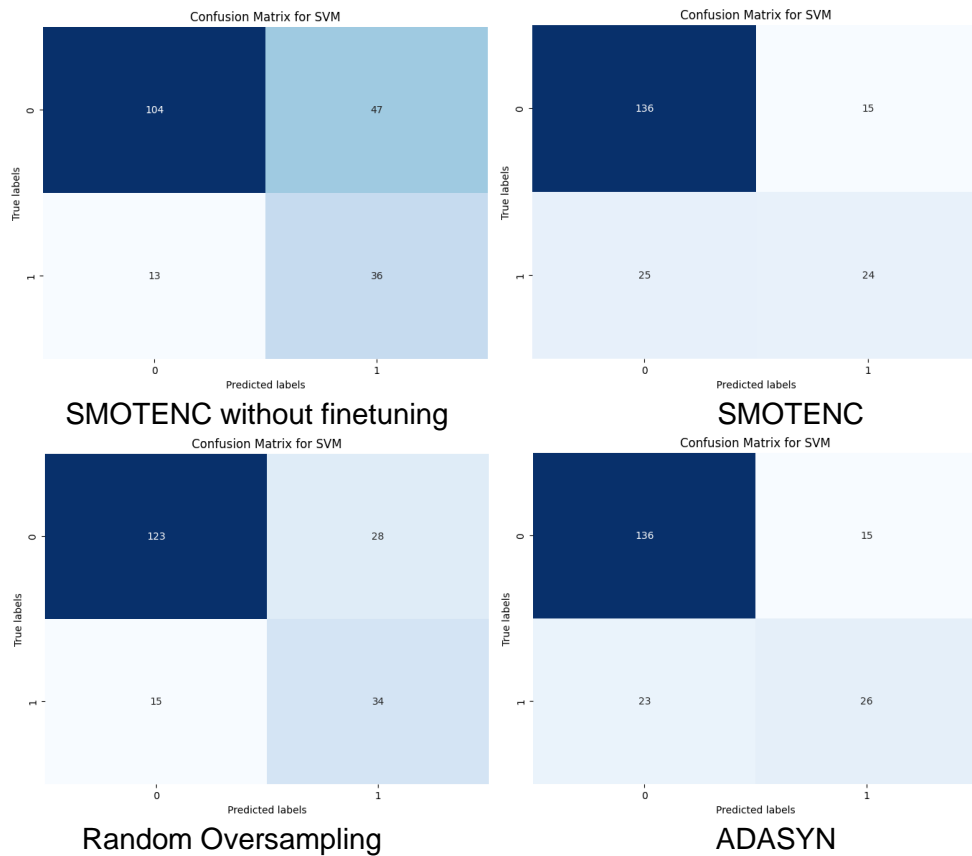 Confusion Matrix for SVM
0
104
47
True labels
1
13
36
0
1
Predicted labels
SMOTENC without finetuning
Confusion Matrix for SVM
0
136
15
True labels
1
25
24
0
1
Predicted labels
SMOTENC
Confusion Matrix for SVM
0
123
28
True labels
1
15
34
0
1
Predicted labels
Random Oversampling
Confusion Matrix for SVM
0
136
15
True labels
1
23
26
0
1
Predicted labels
ADASYN